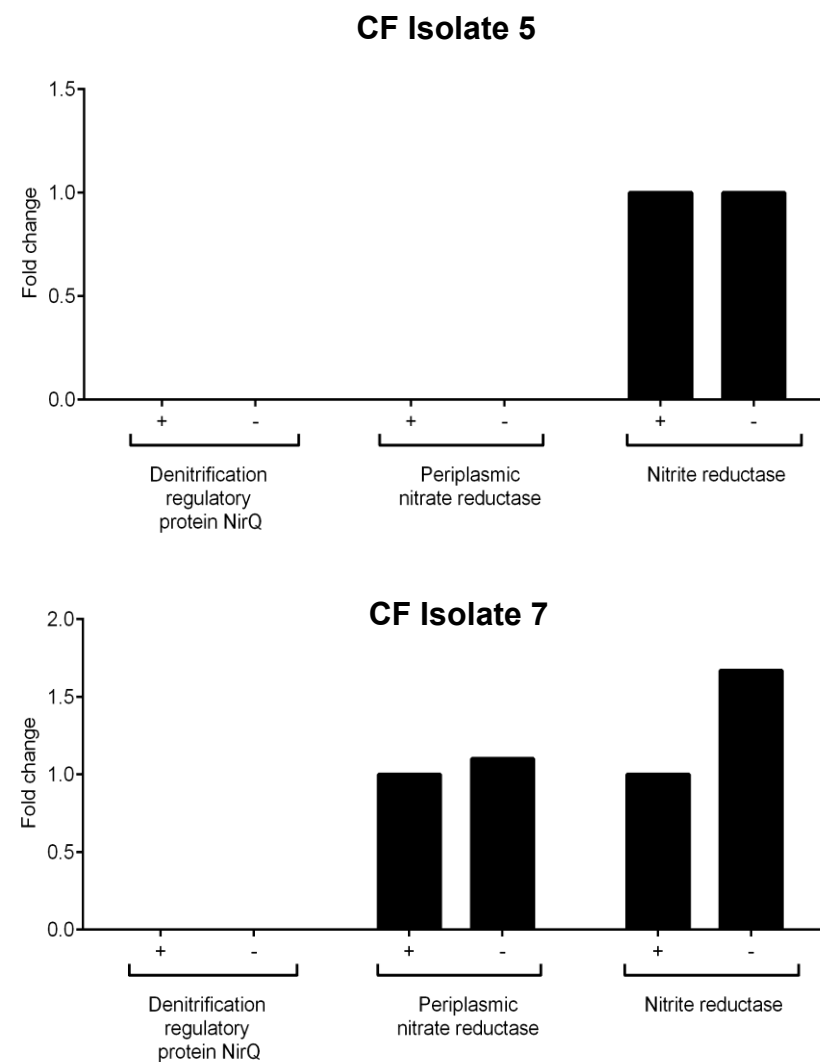 CF Isolate 5
1.5
1.0
0.5
0.0
Fold change
+ - + - + -
Denitrification
regulatory
protein NirQ
Periplasmic
nitrate reductase
Nitrite reductase
CF Isolate 7
2.0
1.5
1.0
0.5
0.0
Fold change
+ - + - + -
Denitrification
regulatory
protein NirQ
Periplasmic
nitrate reductase
Nitrite reductase